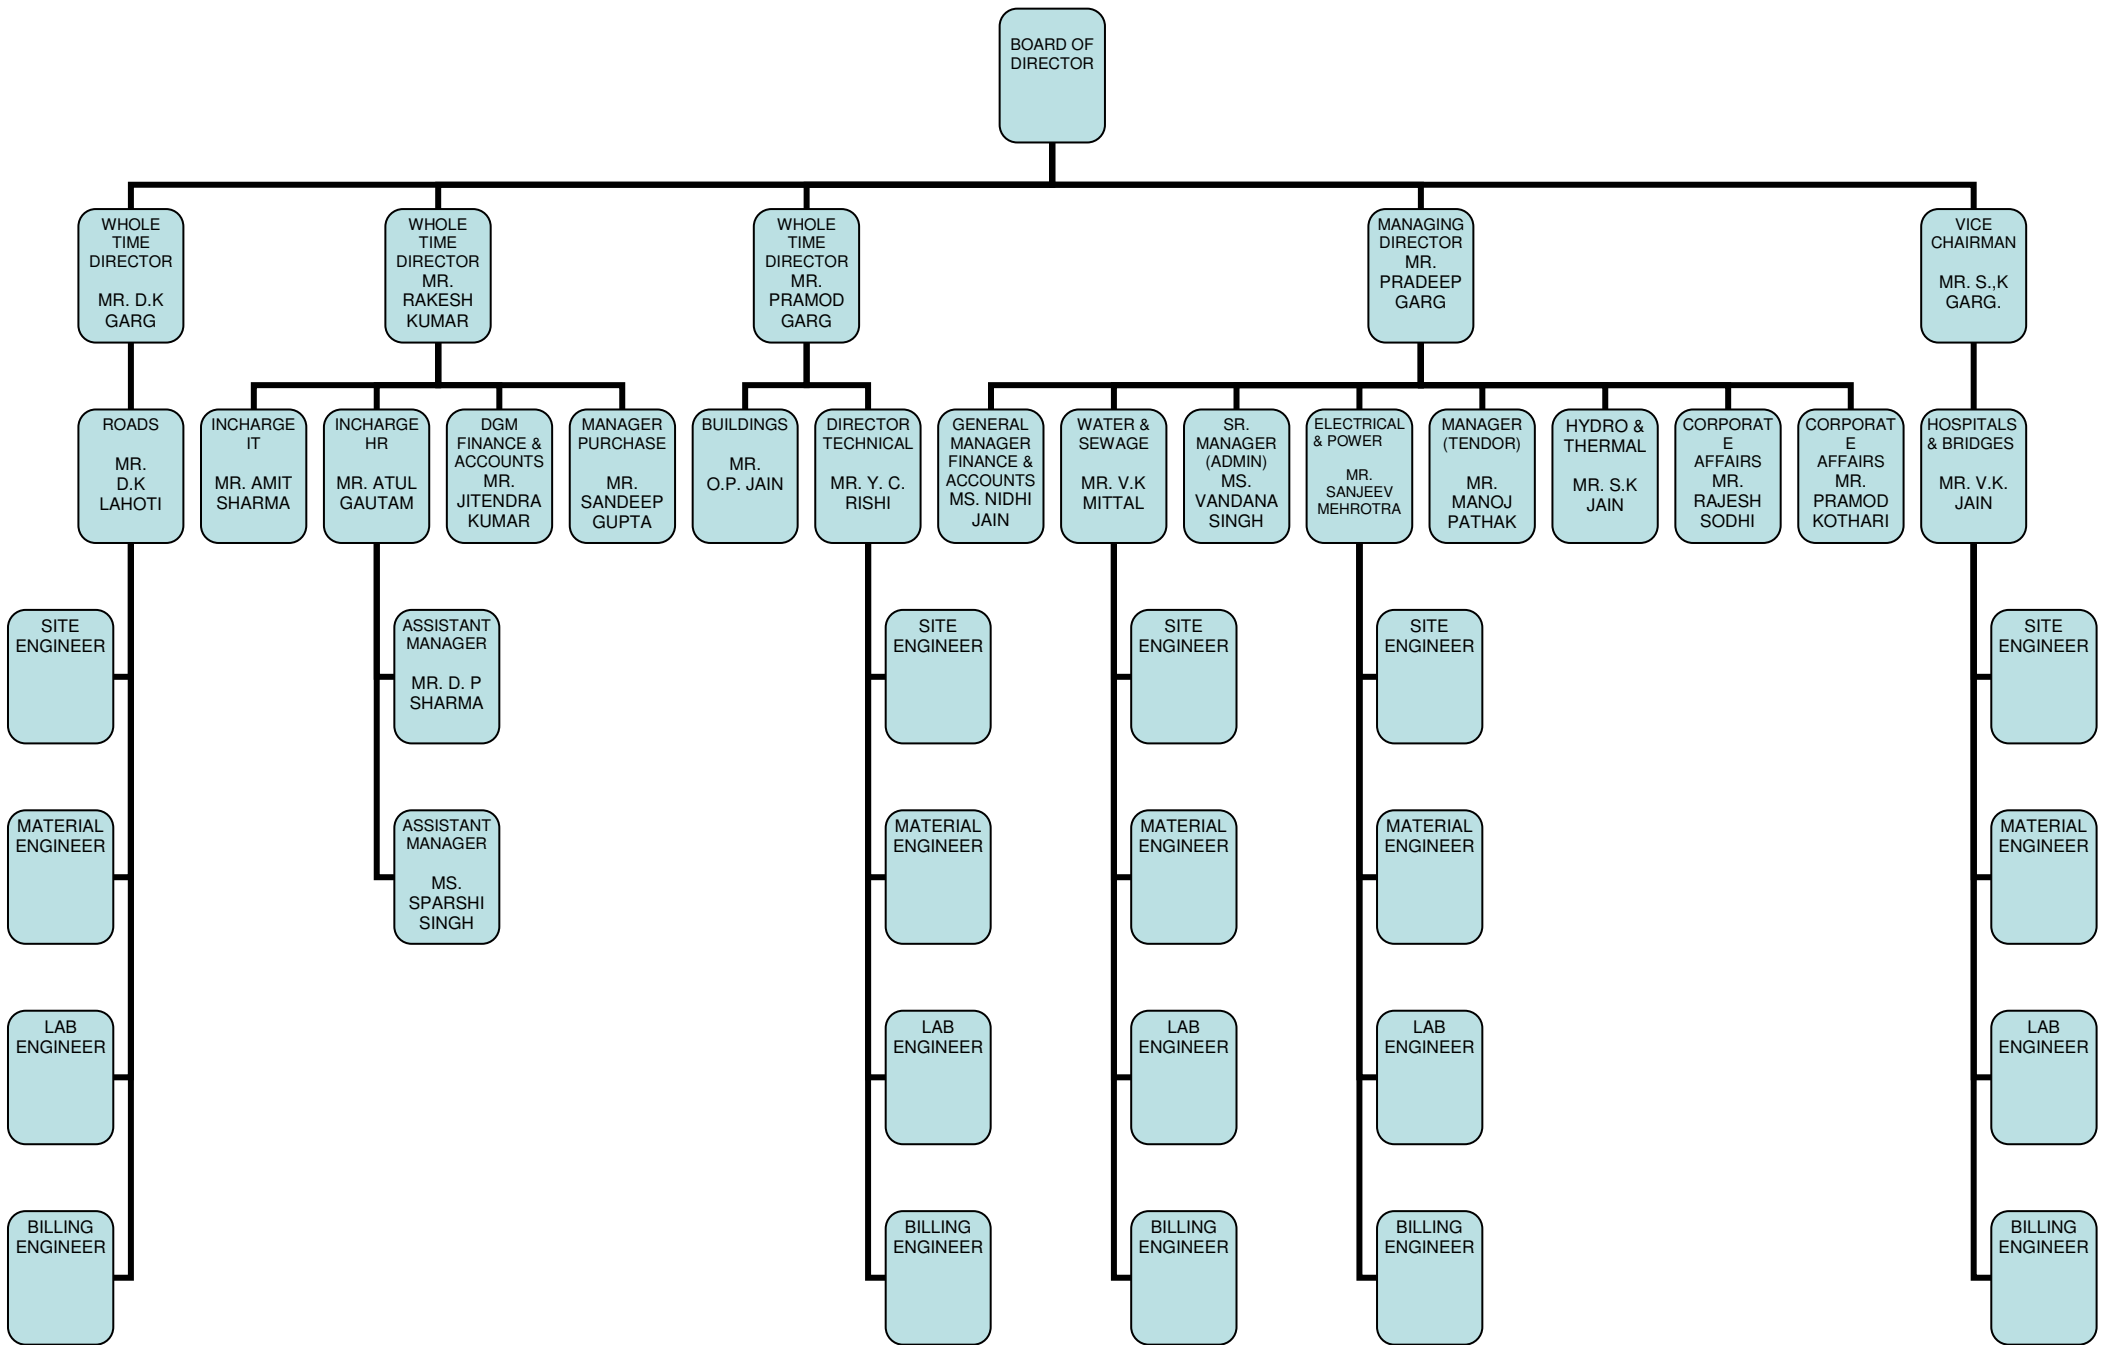 BOARD OF
DIRECTOR
WHOLE
TIME
DIRECTOR
MR. D.K
GARG
WHOLE
TIME
DIRECTOR
MR.
RAKESH
KUMAR
WHOLE
TIME
DIRECTOR
MR.
PRAMOD
GARG
MANAGING
DIRECTOR
MR.
PRADEEP
GARG
VICE
CHAIRMAN
MR. S.,K
GARG.
ROADS
MR.
D.K
LAHOTI
INCHARGE
IT
MR. AMIT
SHARMA
INCHARGE
HR
MR. ATUL
GAUTAM
DGM
FINANCE &
ACCOUNTS
MR.
JITENDRA
KUMAR
MANAGER
PURCHASE
MR.
SANDEEP
GUPTA
BUILDINGS
MR.
O.P. JAIN
DIRECTOR
TECHNICAL
MR. Y. C.
RISHI
GENERAL
MANAGER
FINANCE &
ACCOUNTS
MS. NIDHI
JAIN
WATER &
SEWAGE
MR. V.K
MITTAL
SR.
MANAGER
(ADMIN)
MS.
VANDANA
SINGH
ELECTRICAL
& POWER
MR.
SANJEEV
MEHROTRA
MANAGER
(TENDOR)
MR.
MANOJ
PATHAK
HYDRO &
THERMAL
MR. S.K
JAIN
CORPORAT
E
AFFAIRS
MR.
RAJESH
SODHI
CORPORAT
E
AFFAIRS
MR.
PRAMOD
KOTHARI
HOSPITALS
& BRIDGES
MR. V.K.
JAIN
SITE
ENGINEER
ASSISTANT
MANAGER
MR. D. P
SHARMA
SITE
ENGINEER
SITE
ENGINEER
SITE
ENGINEER
SITE
ENGINEER
MATERIAL
ENGINEER
ASSISTANT
MANAGER
MS.
SPARSHI
SINGH
MATERIAL
ENGINEER
MATERIAL
ENGINEER
MATERIAL
ENGINEER
MATERIAL
ENGINEER
LAB
ENGINEER
LAB
ENGINEER
LAB
ENGINEER
LAB
ENGINEER
LAB
ENGINEER
BILLING
ENGINEER
BILLING
ENGINEER
BILLING
ENGINEER
BILLING
ENGINEER
BILLING
ENGINEER